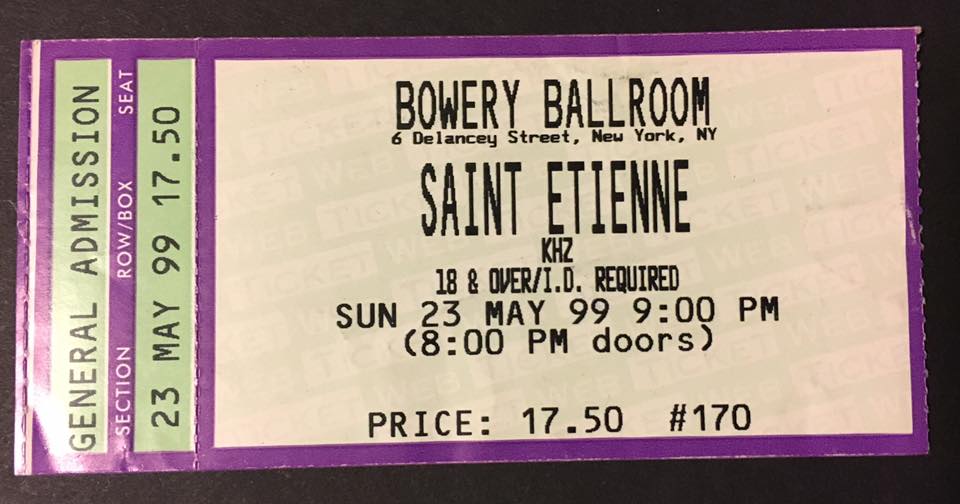 GENERAL ADMISSION
SECTION ROW/BOX SEAT
23 MAY 99 17.50
BOWERY BALLROOM
6 Delancey Street, New York, NY
SAINT ETIENNE
KHZ
18 & OVER/I.D. REQUIRED
SUN 23 MAY 99 9:00 PM
(8:00 PM doors)
PRICE: 17.50 #170